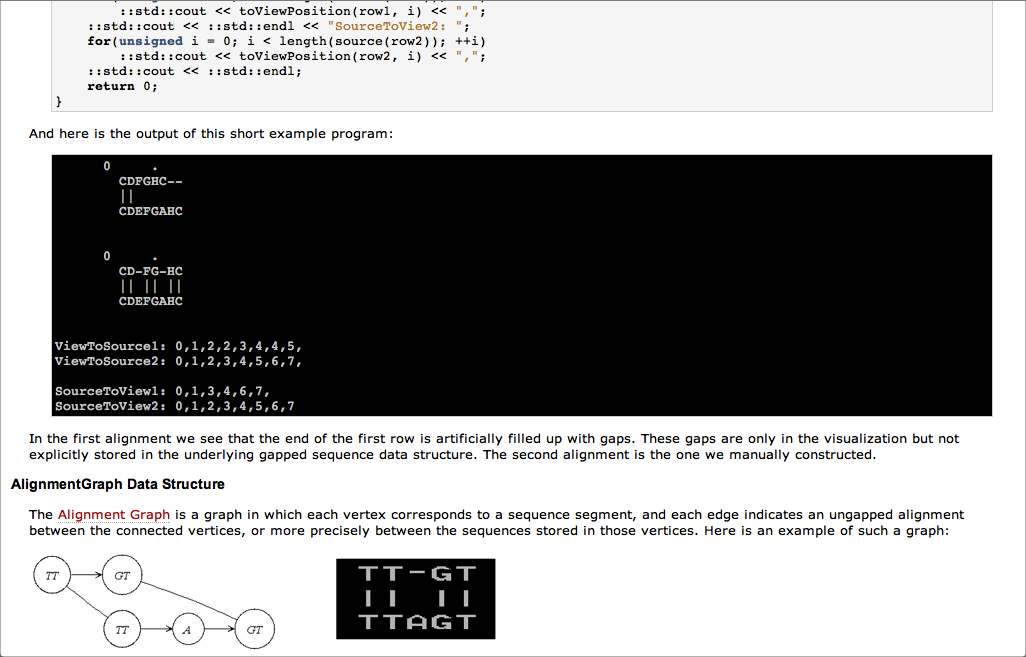 ::std::cout << toViewPosition(row1, i) << ",";
::std::cout << ::std::endl << "SourceToView2: ";
for(unsigned i = 0; i < length(source(row2)); ++i)
::std::cout << toViewPosition(row2, i) << ",";
::std::cout << ::std::endl;
return 0;
}
And here is the output of this short example program:
0 .
CDFGHC--
||
CDEFGAHC
0 .
CD-FG-HC
|| || ||
CDEFGAHC
ViewToSource1: 0,1,2,2,3,4,4,5,
ViewToSource2: 0,1,2,3,4,5,6,7,
SourceToView1: 0,1,3,4,6,7,
SourceToView2: 0,1,2,3,4,5,6,7
In the first alignment we see that the end of the first row is artificially filled up with gaps. These gaps are only in the visualization but not
explicitly stored in the underlying gapped sequence data structure. The second alignment is the one we manually constructed.
AlignmentGraph Data Structure
The Alignment Graph is a graph in which each vertex corresponds to a sequence segment, and each edge indicates an ungapped alignment
between the connected vertices, or more precisely between the sequences stored in those vertices. Here is an example of such a graph:
TT GT
TT A GT
TT-GT
|| ||
TTAGT